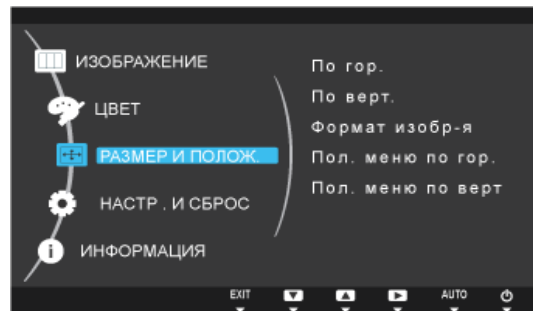 ИЗОБРАЖЕНИЕ
ЦВЕТ
РАЗМЕР И ПОЛОЖ.
НАСТР . И СБРОС
ИНФОРМАЦИЯ
По гор.
По верт.
Формат изобр-я
Пол. меню по гор.
Пол. меню по верт
EXIT AUTO